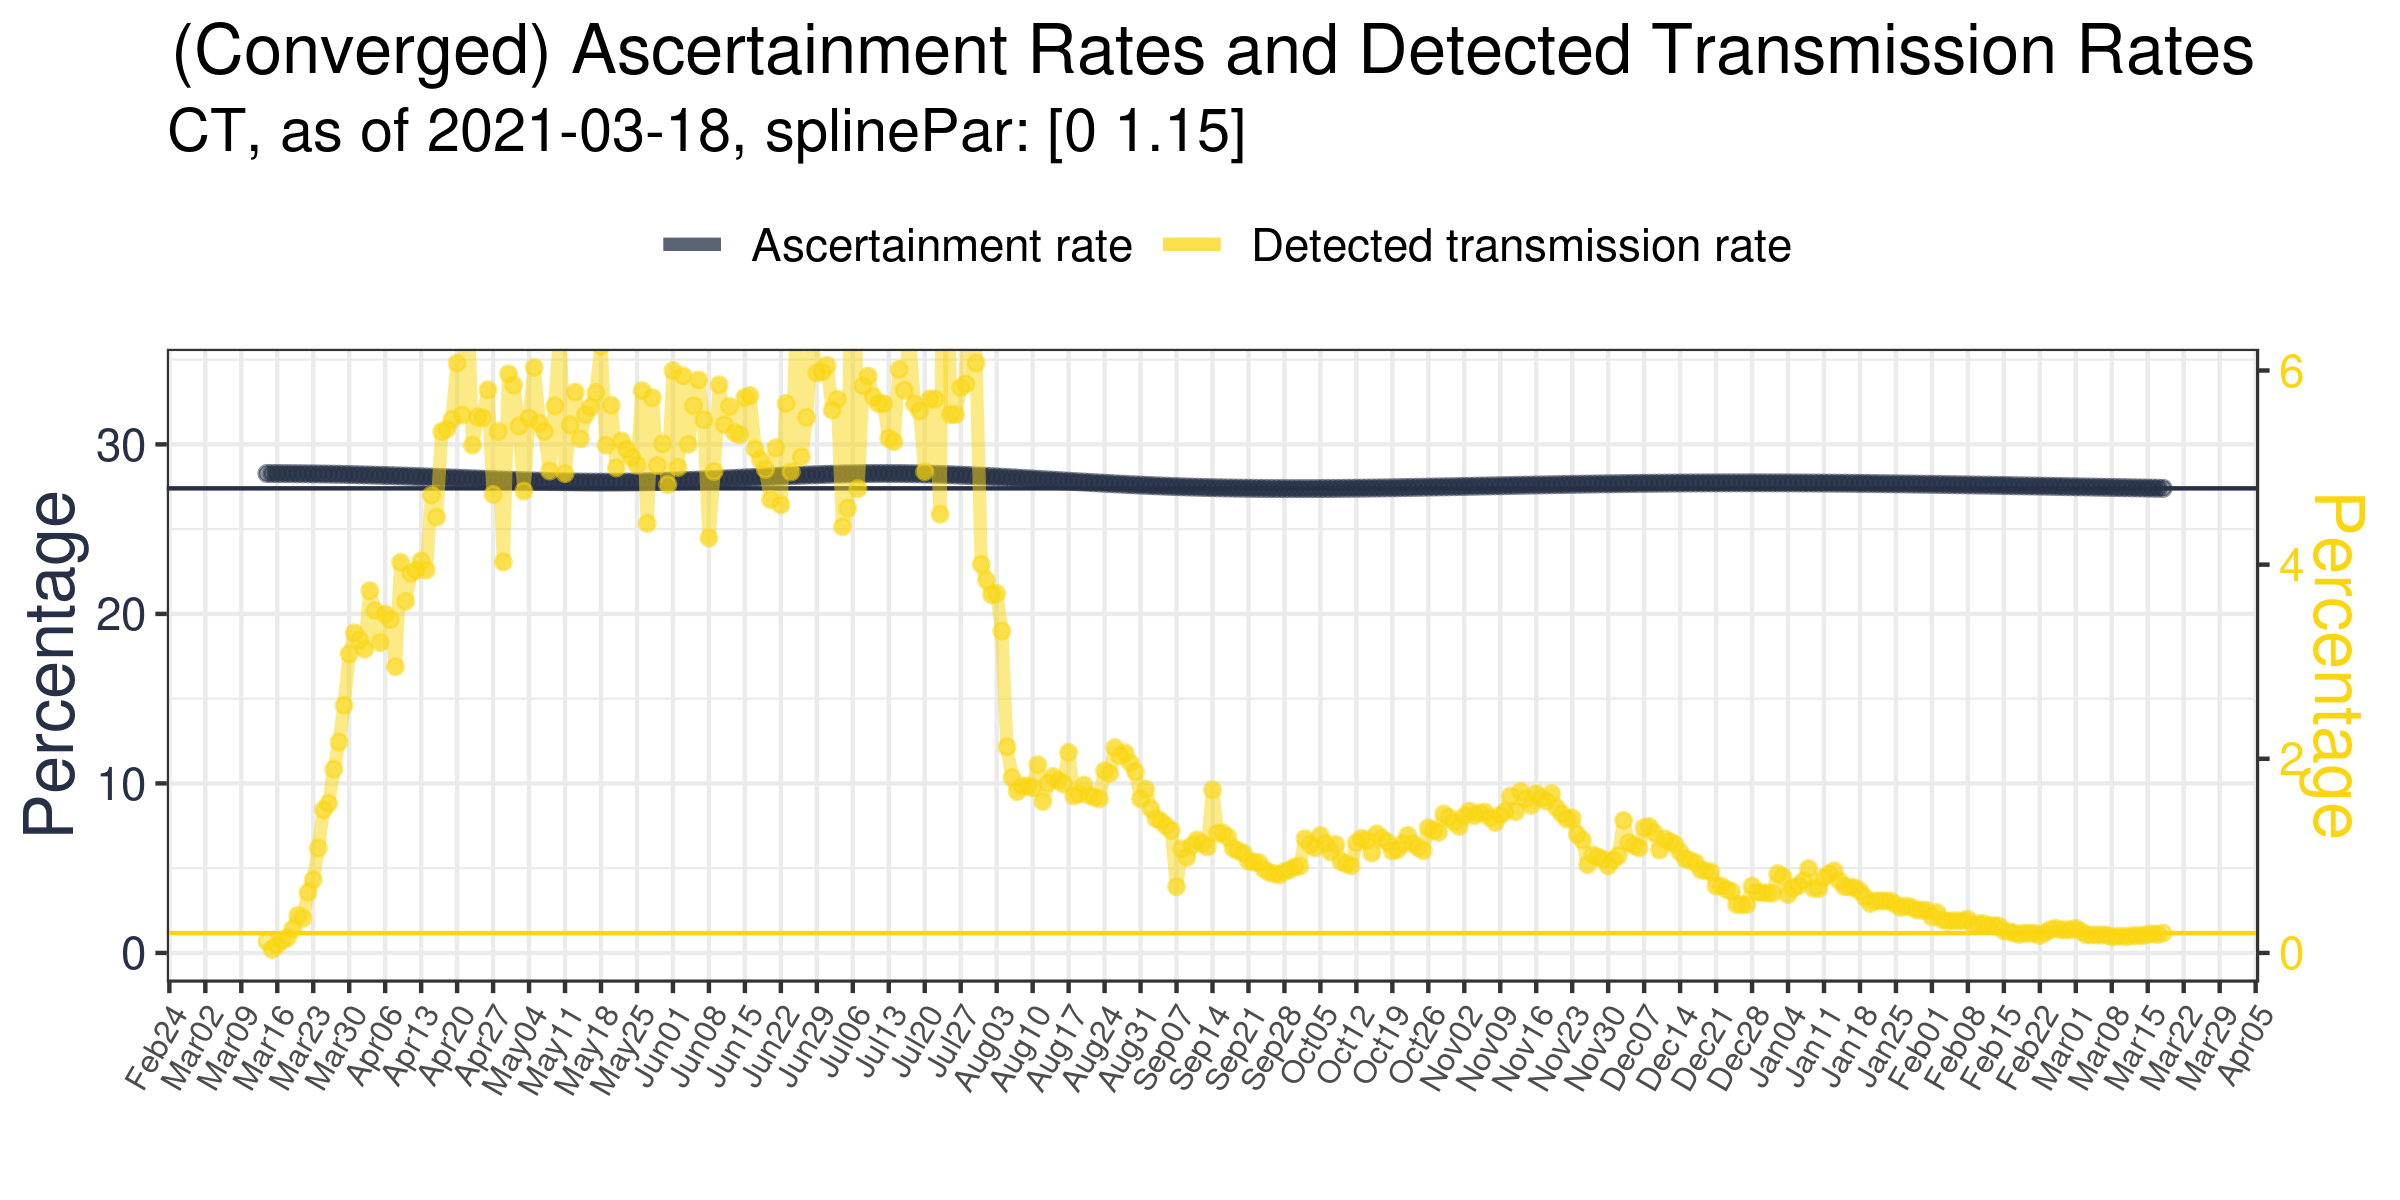 (Converged) Ascertainment Rates and Detected Transmission Rates
CT, as of 2021-03-18, splinePar: [0 1.15]
Ascertainment rate
Detected transmission rate
Percentage
30
20
10
0
6
4
2
0
Percentage
Feb24
Mar02
Mar09
Mar16
Mar23
Mar30
Apr06
Apr13
Apr20
Apr27
May04
May11
May18
May25
Jun01
Jun08
Jun15
Jun22
Jun29
Jul06
Jul13
Jul20
Jul27
Aug03
Aug10
Aug17
Aug24
Aug31
Sep07
Sep14
Sep21
Sep28
Oct05
Oct12
Oct19
Oct26
Nov02
Nov09
Nov16
Nov23
Nov30
Dec07
Dec14
Dec21
Dec28
Jan04
Jan11
Jan18
Jan25
Feb01
Feb08
Feb15
Feb22
Mar01
Mar08
Mar15
Mar22
Mar29
Apr05